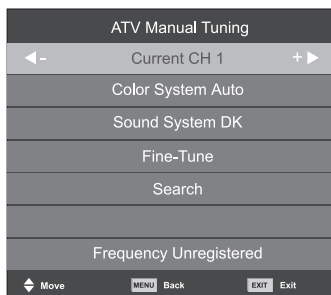 ATV Manual Tuning
- Current CH 1 +
Color System Auto
Sound System DK
Fine-Tune
Search
Frequency Unregistered
Move MENU Back EXIT Exit